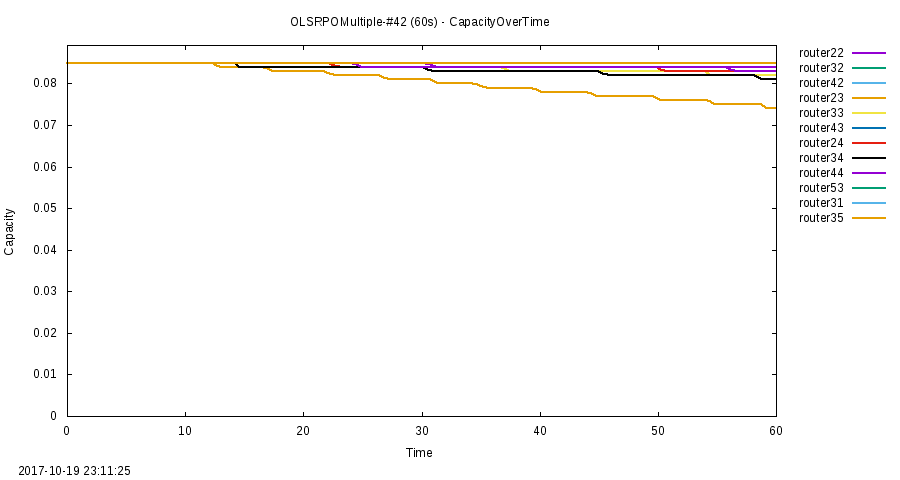 OLSRPOMultiple-#42 (60s) - CapacityOverTime
router22
router32
router42
router23
router33
router43
router24
router34
router44
router53
router31
router35
0.08
0.07
0.06
0.05
0.04
0.03
0.02
0.01
0
Capacity
0 10 20 30 40 50 60
Time
2017-10-19 23:11:25